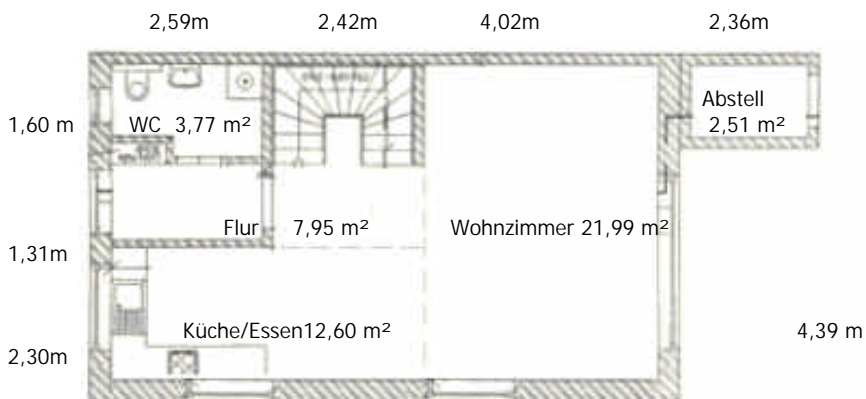 2,59m 2,42m 4,02m 2,36m
Abstell
1,60 m WC 3,77 m² 2,51 m²
Flur 7,95 m² Wohnzimmer 21,99 m²
1,31m
Küche/Essen12,60 m² 4,39 m
2,30m